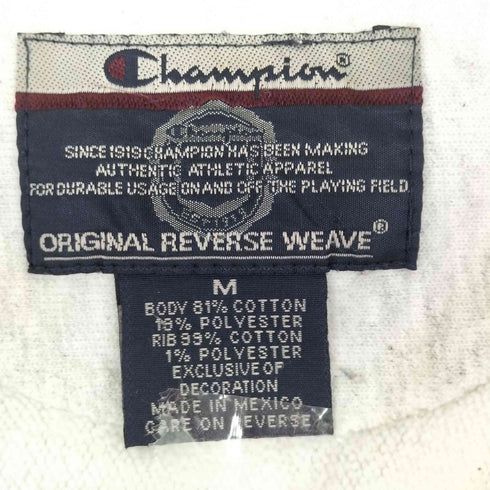 Champion®
SINCE 1919 CHAMPION HAS BEEN MAKING
AUTHENTIC ATHLETIC APPAREL
FOR DURABLE USAGE ON AND OFF THE PLAYING FIELD.
ORIGINAL REVERSE WEAVE®
M
BODY 81% COTTON
19% POLYESTER
RIB 99% COTTON
1% POLYESTER
EXCLUSIVE OF
DECORATION
MADE IN MEXICO
CARE ON REVERSE